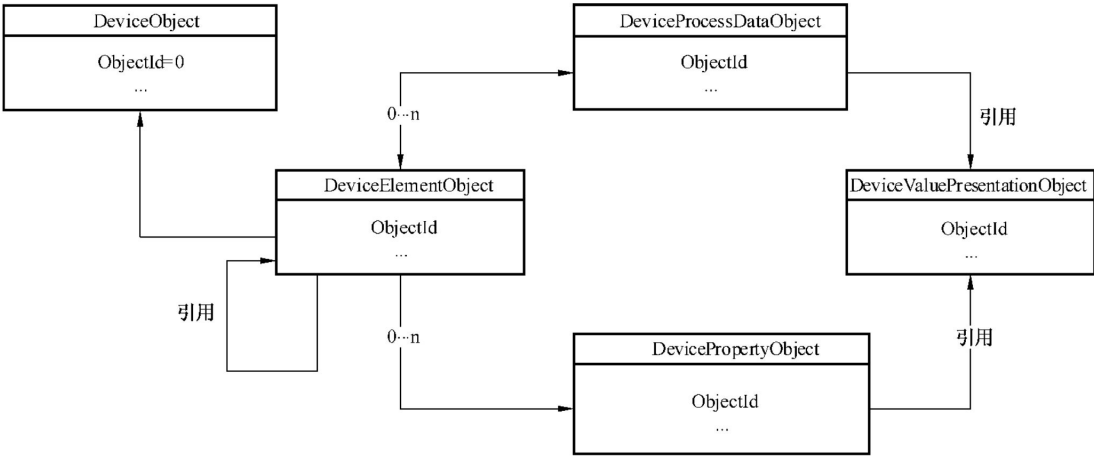 DeviceObject
ObjectId=0
...
DeviceProcessDataObject
ObjectId
...
0…n
引用
DeviceElementObject
ObjectId
...
DeviceValuePresentationObject
ObjectId
...
引用
0…n
引用
DevicePropertyObject
ObjectId
...